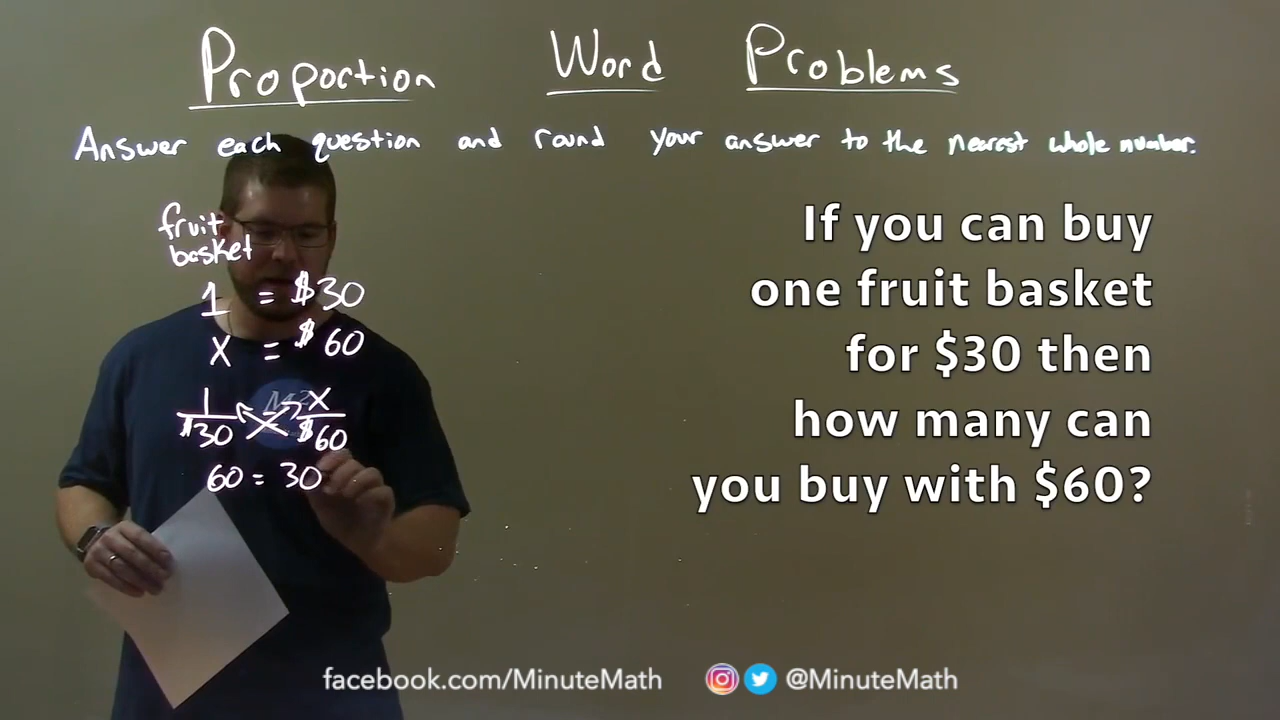 Proportion Word Problems
Answer each question and round your answer to the nearest whole number.
fruit
basket
1 = $30
x = $60
1 x
$30 $60
60 = 30
If you can buy
one fruit basket
for $30 then
how many can
you buy with $60?
facebook.com/MinuteMath @MinuteMath